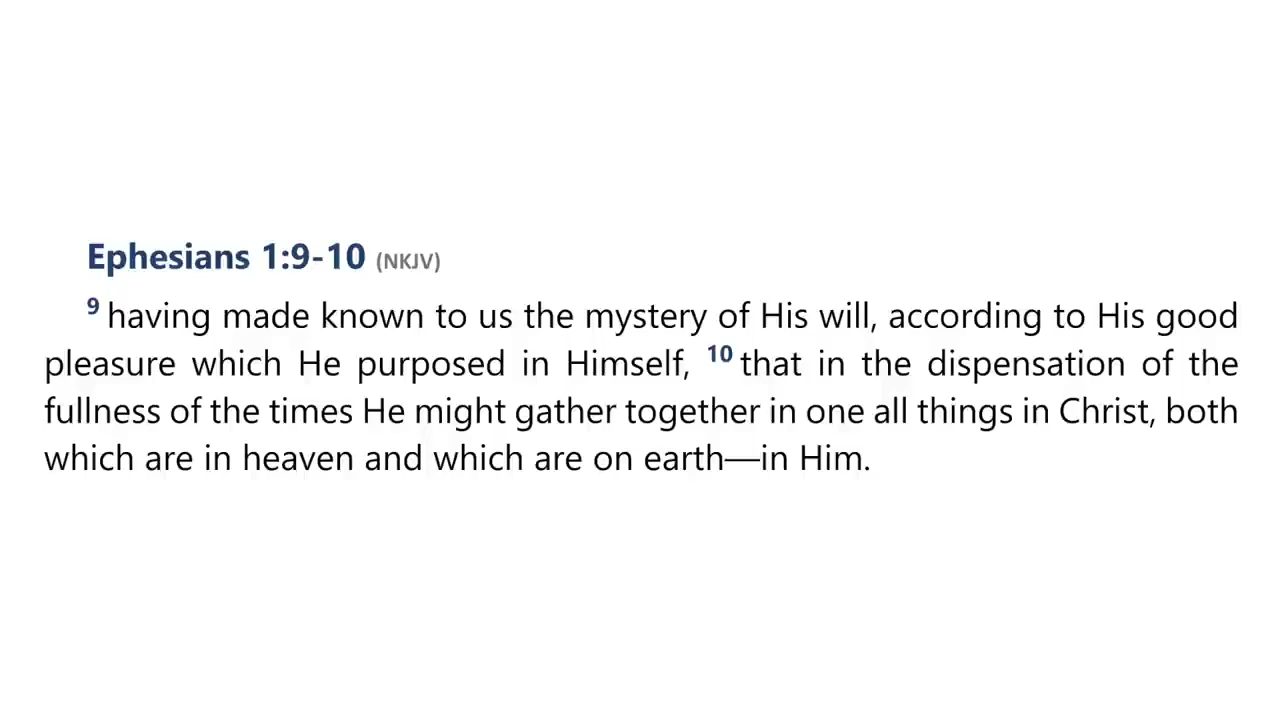 Ephesians 1:9-10 (NKJV)
9 having made known to us the mystery of His will, according to His good
pleasure which He purposed in Himself, 10 that in the dispensation of the
fullness of the times He might gather together in one all things in Christ, both
which are in heaven and which are on earth—in Him.